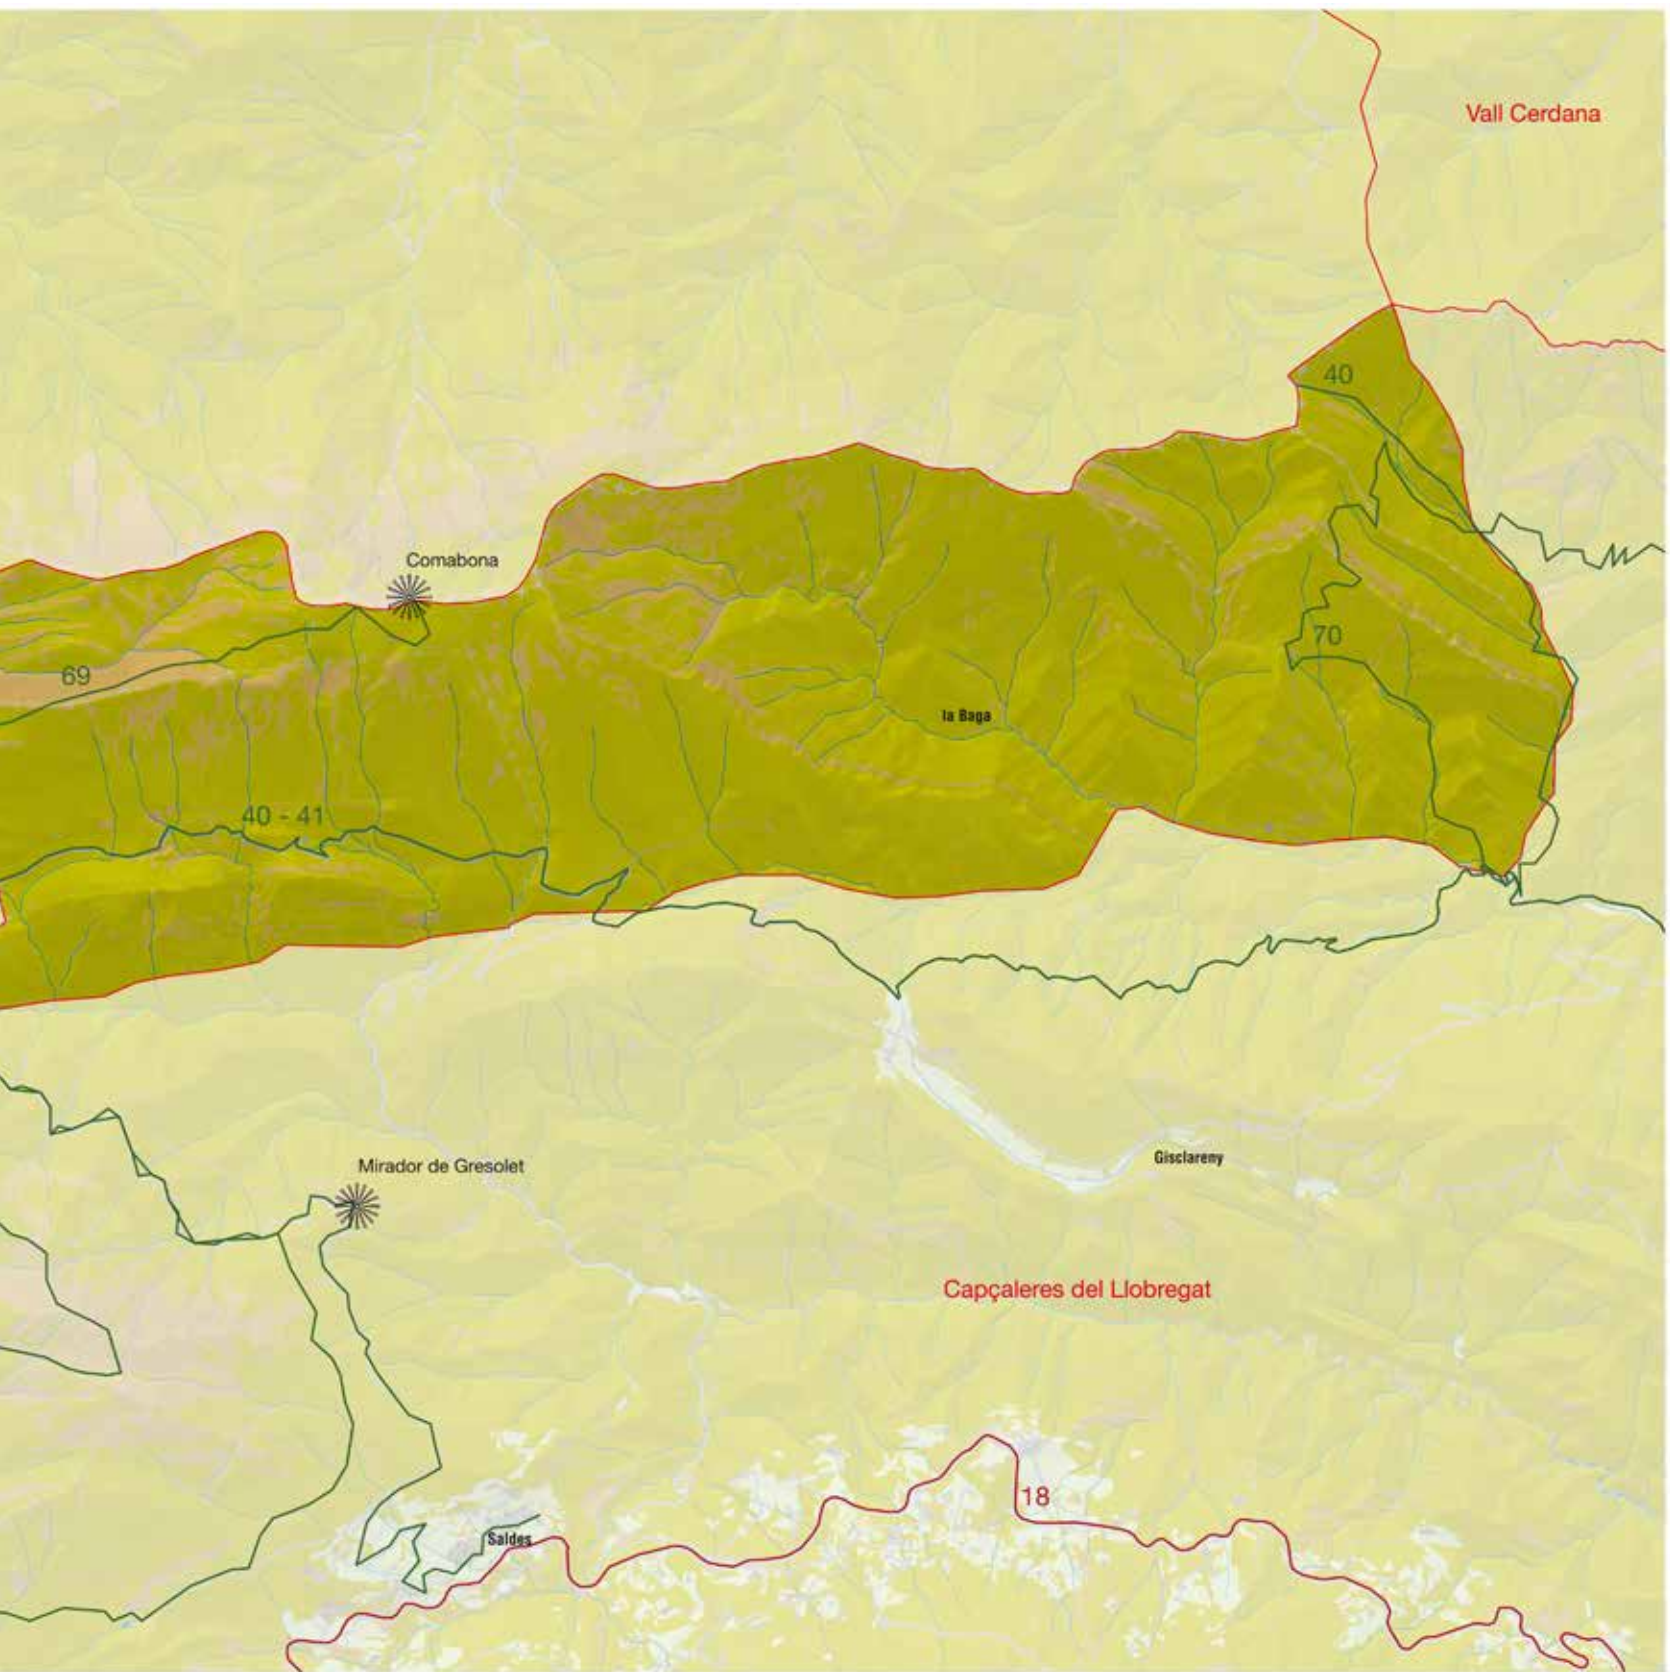 Vall Cerdana
40
Comabona
70
69
la Baga
40 - 41
Gisclareny
Mirador de Gresolet
Capçaleres del Llobregat
18
Saldes